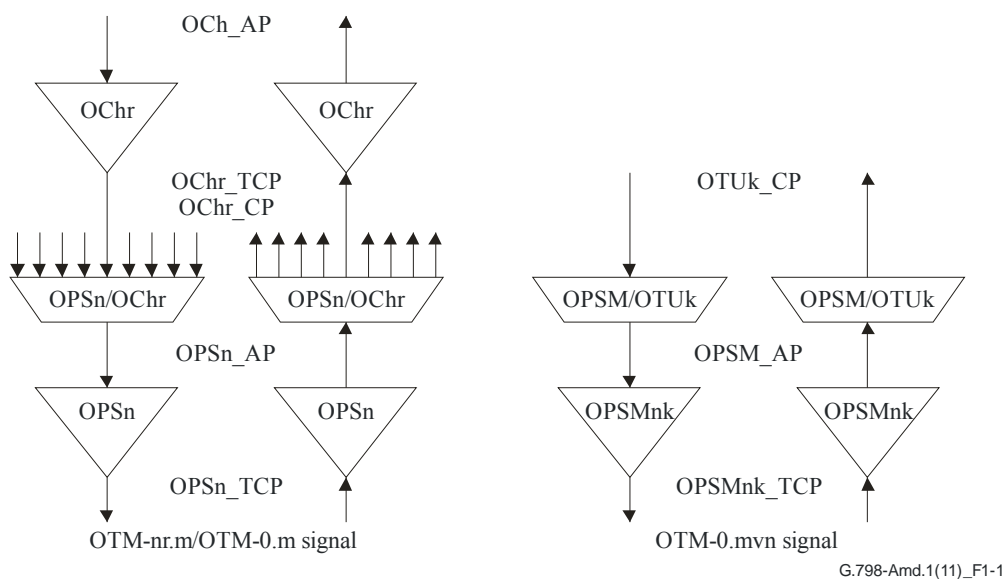 OCh_AP
OChr
OChr
OChr_TCP
OChr_CP
OTUk_CP
OPSn/OChr
OPSn/OChr
OPSM/OTUk
OPSM/OTUk
OPSn_AP
OPSM_AP
OPSn
OPSn
OPSMnk
OPSMnk
OPSn_TCP
OPSMnk_TCP
OTM-nr.m/OTM-0.m signal
OTM-0.mvn signal
G.798-Amd.1(11)_F1-1